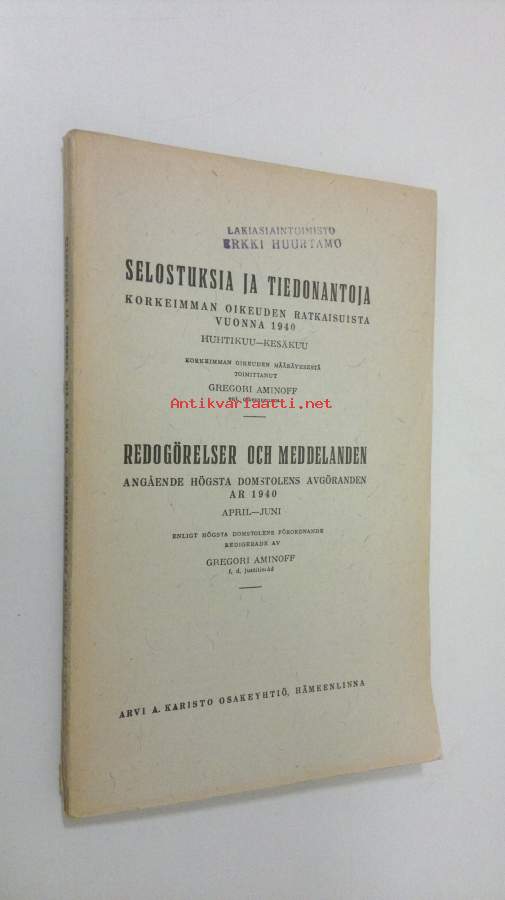 LAKIASIAINTOIMISTO
ERKKI HUURTAMO
SELOSTUKSIA JA TIEDONANTOJA
KORKEIMMAN OIKEUDEN RATKAISUISTA
VUONNA 1940
HUHTIKUU—KESÄKUU
KORKEIMMAN OIKEUDEN MÄÄRÄYKSESTÄ
TOIMITTANUT
GREGORI AMINOFF
Antikvariaatti.net
REDOGÖRELSER OCH MEDDELANDEN
ANGÅENDE HÖGSTA DOMSTOLENS AVGÖRANDEN
ÅR 1940
APRIL—JUNI
ENLIGT HÖGSTA DOMSTOLENS FÖRORDNANDE
REDIGERADE AV
GREGORI AMINOFF
f. d. justitieråd
ARVI A. KARISTO OSAKEYHTIÖ, HÄMEENLINNA